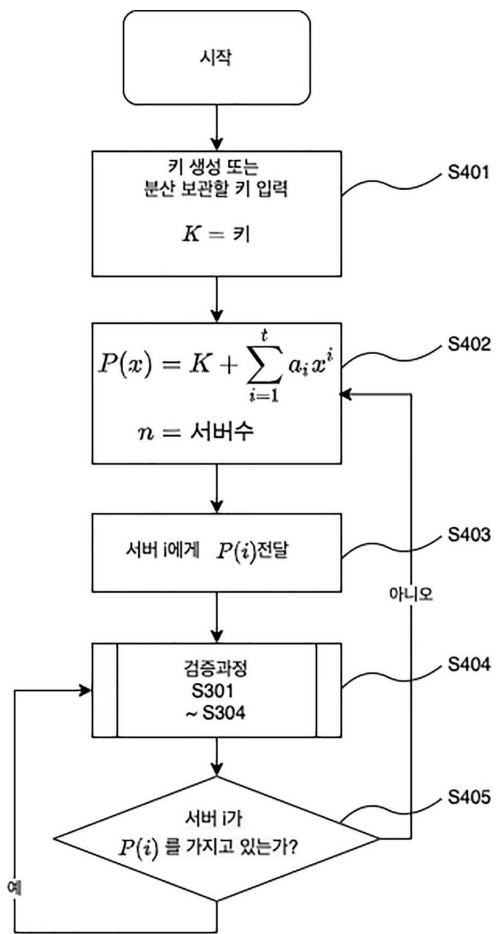 시작
키 생성 또는
분산 보관할 키 입력
K = 키
S401
P(x) = K + \sum_{i=1}^{t} a_i x^i
n = 서버수
S402
서버 i에게 P(i)전달
S403
아니오
검증과정
S301
~ S304
S404
서버 i가
P(i) 를 가지고 있는가?
S405
예